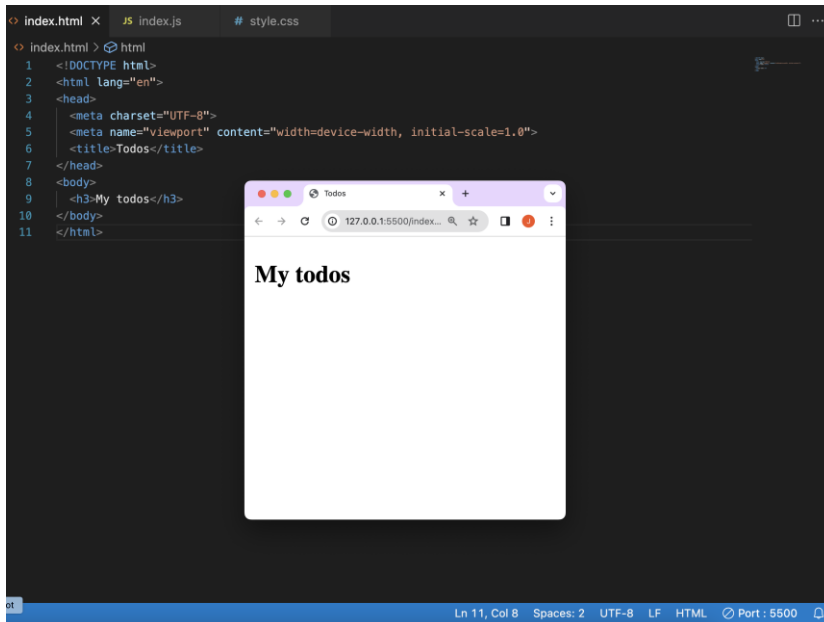 index.html
JS index.js
# style.css
index.html > html
1 <!DOCTYPE html>
2 <html lang="en">
3 <head>
4 <meta charset="UTF-8">
5 <meta name="viewport" content="width=device-width, initial-scale=1.0">
6 <title>Todos</title>
7 </head>
8 <body>
9 <h3>My todos</h3>
10 </body>
11 </html>
Todos
127.0.0.1:5500/index...
J
My todos
ot
Ln 11, Col 8 Spaces: 2 UTF-8 LF HTML Port : 5500